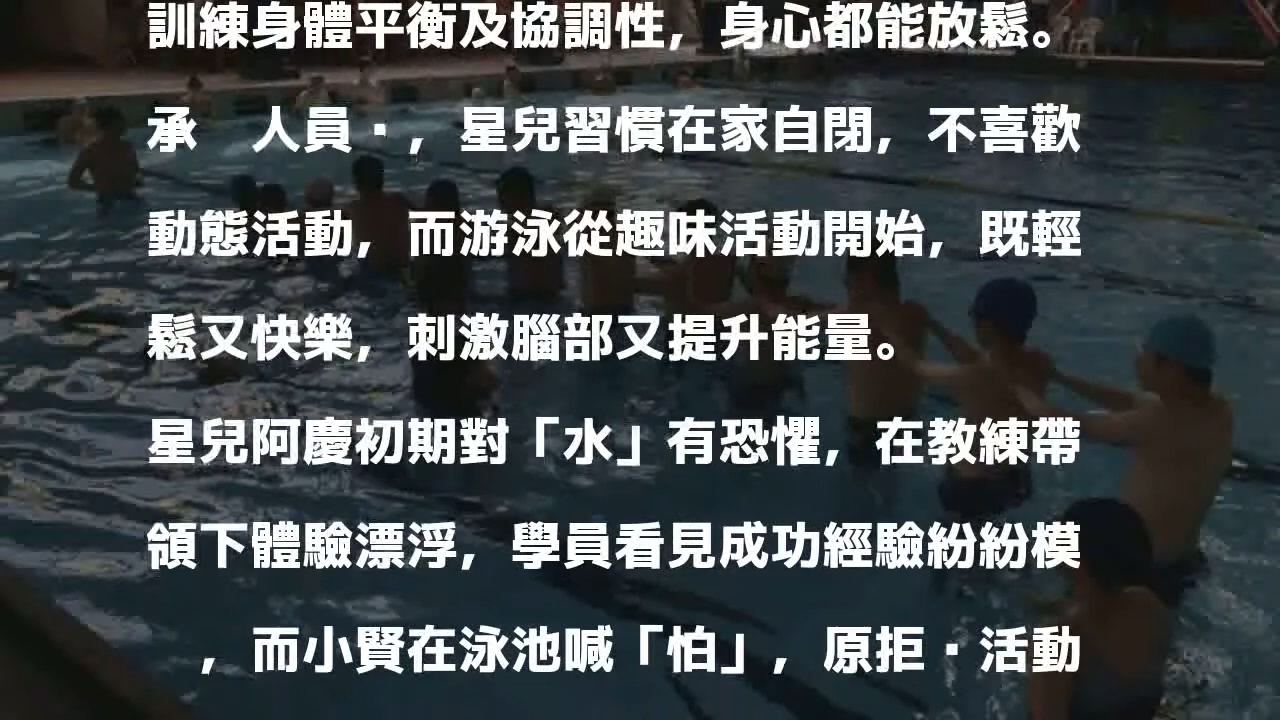 訓練身體平衡及協調性，身心都能放鬆。
承　人員·，星兒習慣在家自閉，不喜歡
動態活動，而游泳從趣味活動開始，既輕
鬆又快樂，刺激腦部又提升能量。
星兒阿慶初期對「水」有恐懼，在教練帶
領下體驗漂浮，學員看見成功經驗紛紛模
　，而小賢在泳池喊「怕」，原拒·活動